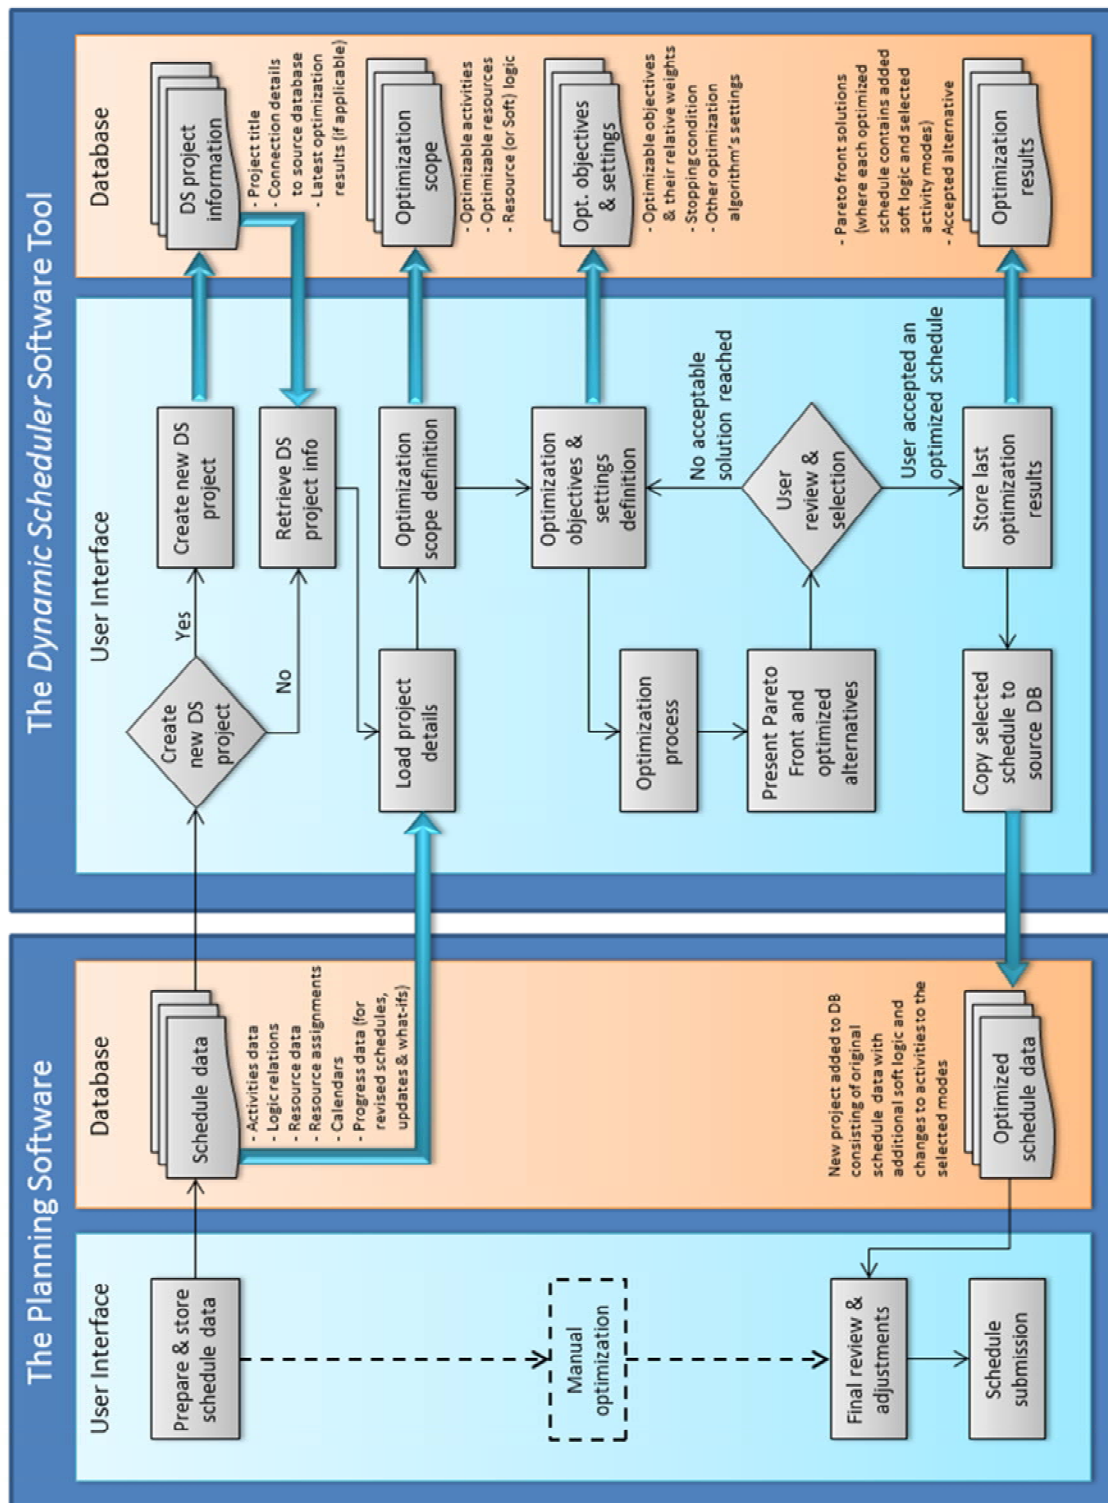 The Planning Software
User Interface
Prepare & store
schedule data
Manual
optimization
Final review &
adjustments
Schedule
submission
Database
Schedule data
- Activities data
- Logic relations
- Resource data
- Resource assignments
- Calendars
- Progress data (for
revised schedules,
updates & what-ifs)
New project added to DB
consisting of original
schedule data with
additional soft logic and
changes to activities to the
selected modes
Optimized
schedule data
The Dynamic Scheduler Software Tool
User Interface
Create
new DS
project
Yes
No
Create new DS
project
Retrieve DS
project info
Load project
details
Optimization
scope definition
Optimization
objectives &
settings
definition
Optimization
process
Present Pareto
Front and
optimized
alternatives
User
review &
selection
No acceptable
solution reached
User accepted an
optimized schedule
Store last
optimization
results
Copy selected
schedule to
source DB
Database
DS project
information
- Project title
- Connection details
to source database
- Latest optimization
results (if applicable)
Optimization
scope
- Optimizable activities
- Optimizable resources
- Resource (or Soft) logic
Opt. objectives
& settings
- Optimizable objectives
& their relative weights
- Stopping condition
- Other optimization
algorithm's settings
- Pareto front solutions
(where each optimized
schedule contains added
soft logic and selected
activity modes)
- Accepted alternative
Optimization
results